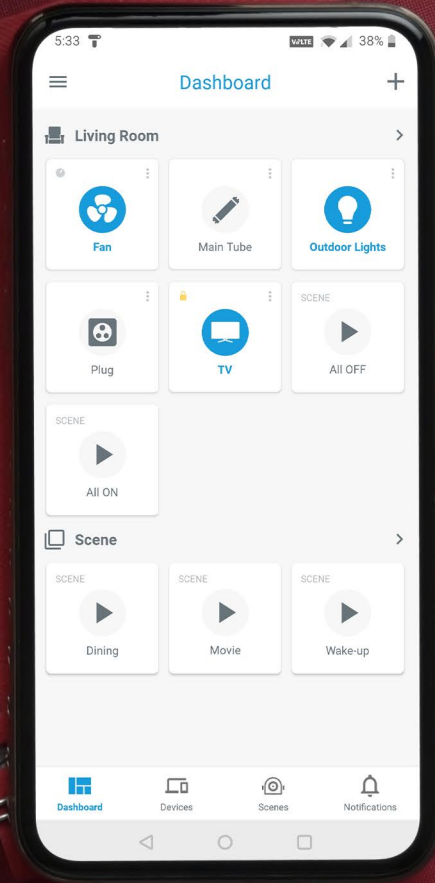 5:33
VoLTE 38%
Dashboard
Living Room
Fan
Main Tube
Outdoor Lights
Plug
TV
SCENE
All OFF
SCENE
All ON
Scene
SCENE
Dining
SCENE
Movie
SCENE
Wake-up
Dashboard
Devices
Scenes
Notifications